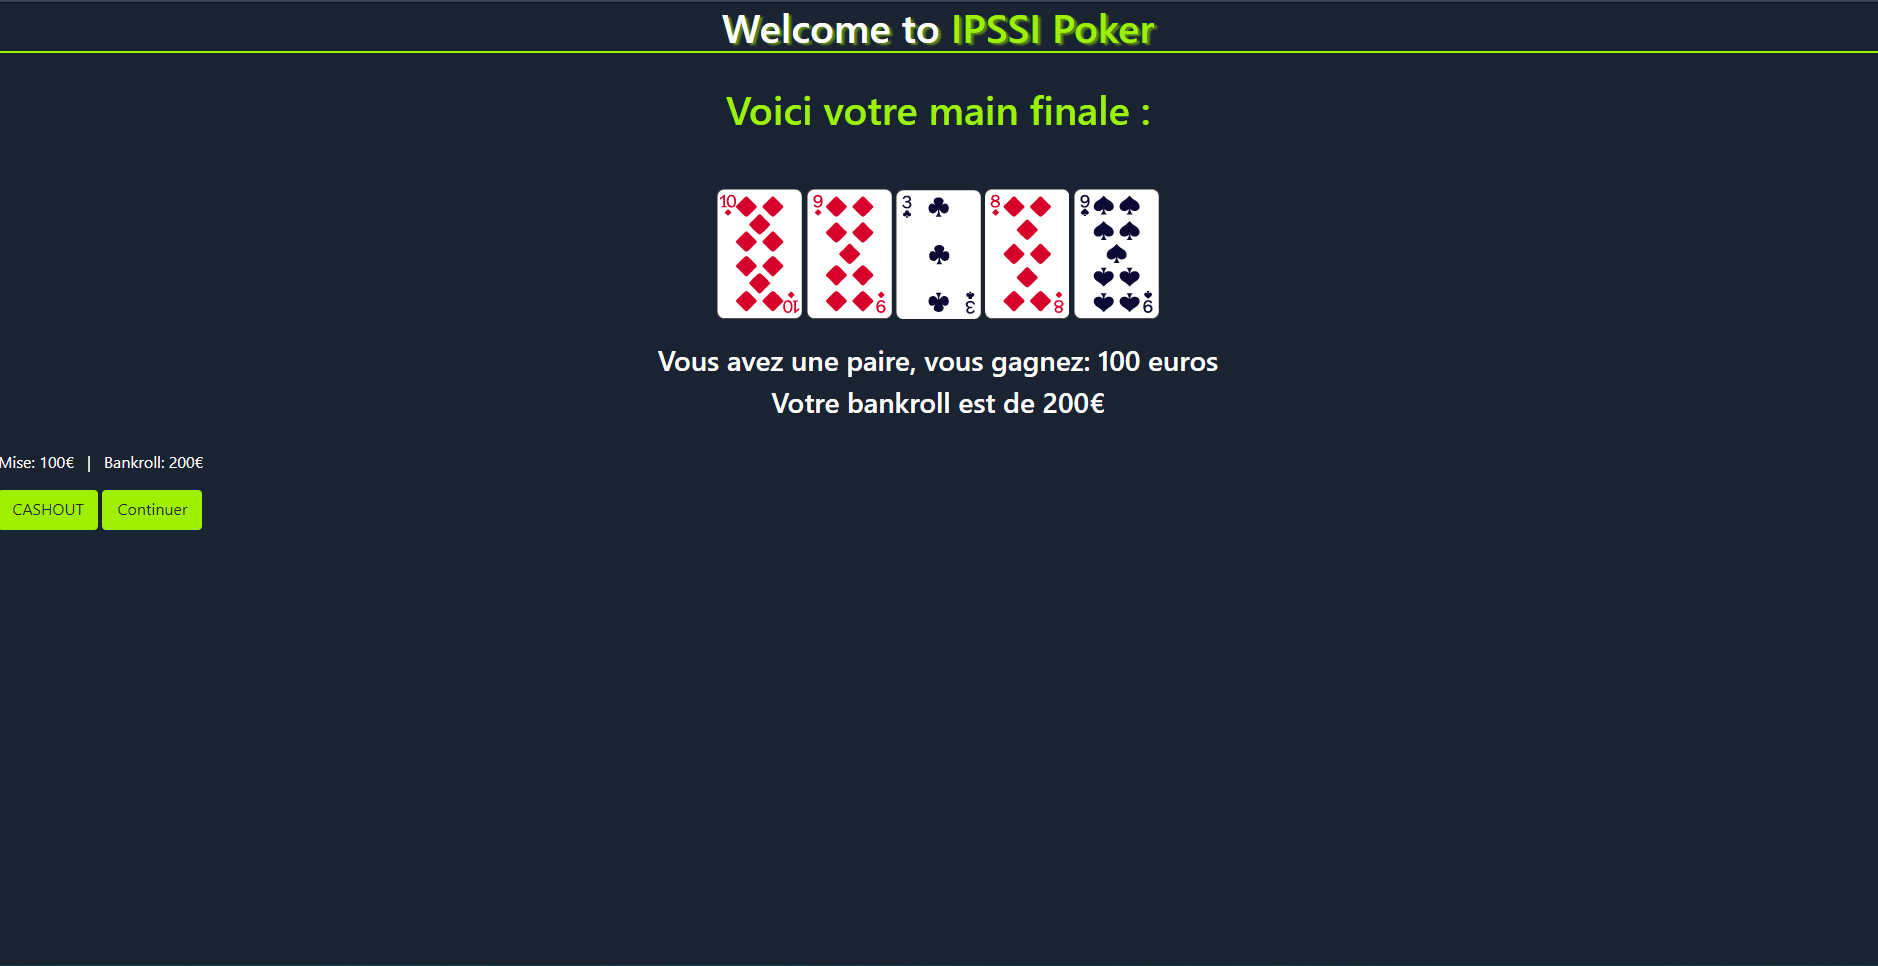 Welcome to IPSSI Poker
Voici votre main finale :
10 9 3 8 9
10 9 3 8 9
Vous avez une paire, vous gagnez: 100 euros
Votre bankroll est de 200€
Mise: 100€ | Bankroll: 200€
CASHOUT Continuer